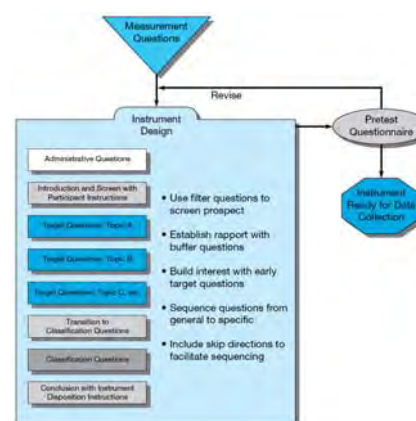 Measurement
Questions
Revise
Instrument
Design
Pretest
Questionnaire
Instrument
Ready for Data
Collection
Administrative Questions
Introduction and Screen with
Participant Instructions
Target Questions: Topic A
Target Questions: Topic B
Target Questions: Topic C, etc.
Transition to
Classification Questions
Classification Questions
Conclusion with Instrument
Disposition Instructions
• Use filter questions to
screen prospect
• Establish rapport with
buffer questions
• Build interest with early
target questions
• Sequence questions from
general to specific
• Include skip directions to
facilitate sequencing